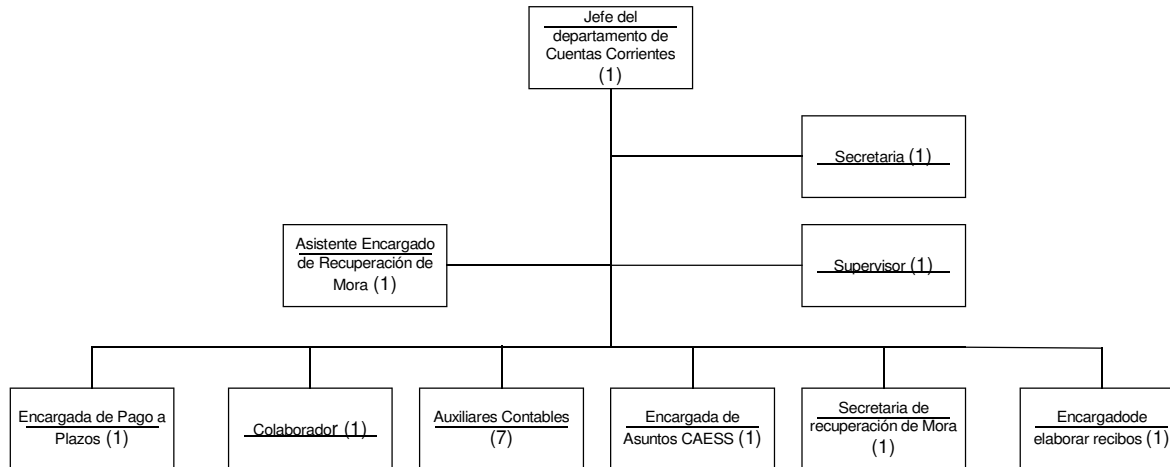 Jefe del
departamento de
Cuentas Corrientes
(1)
Secretaria (1)
Asistente Encargado
de Recuperación de
Mora (1)
Supervisor (1)
Encargada de Pago a
Plazos (1)
Colaborador (1)
Auxiliares Contables
(7)
Encargada de
Asuntos CAESS (1)
Secretaria de
recuperación de Mora
(1)
Encargadode
elaborar recibos (1)